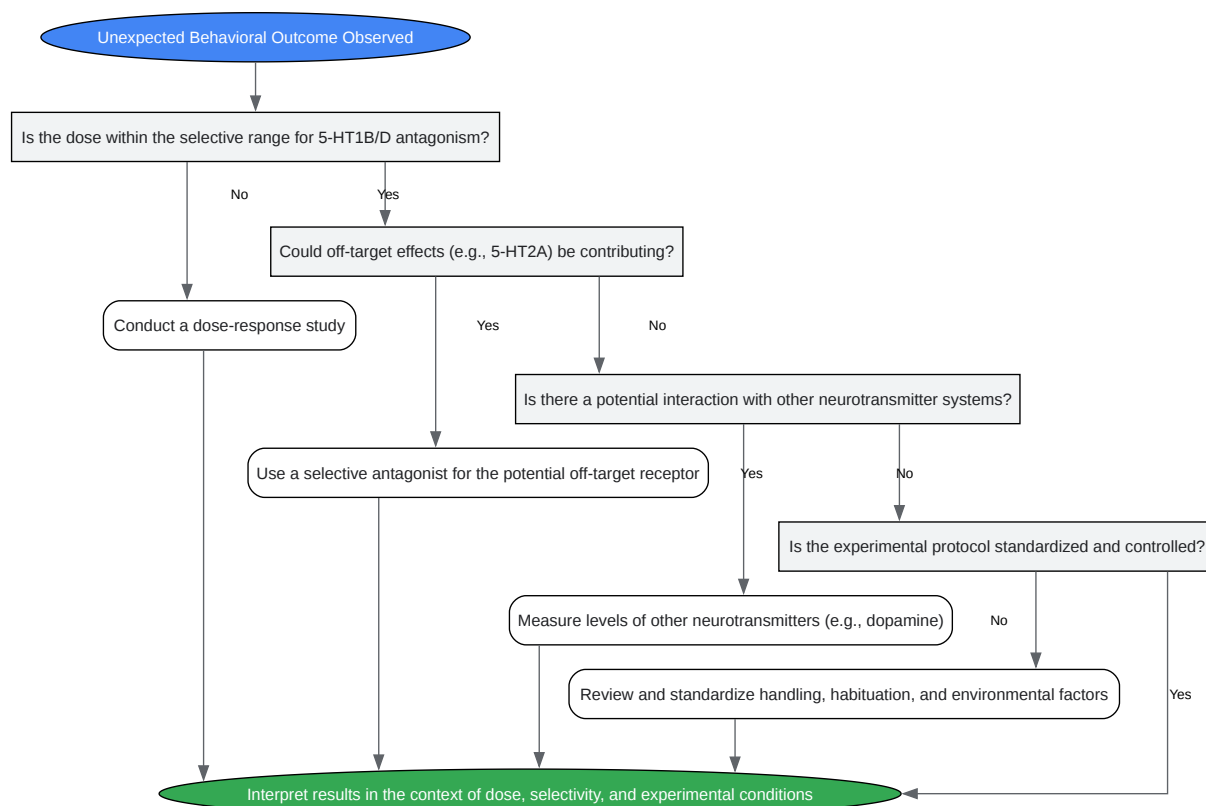 Unexpected Behavioral Outcome Observed
Is the dose within the selective range for 5-HT1B/D antagonism?
No
Yes
Could off-target effects (e.g., 5-HT2A) be contributing?
Conduct a dose-response study
Yes
No
Is there a potential interaction with other neurotransmitter systems?
Use a selective antagonist for the potential off-target receptor
Yes
No
Is the experimental protocol standardized and controlled?
Measure levels of other neurotransmitters (e.g., dopamine)
No
Review and standardize handling, habituation, and environmental factors
Yes
Interpret results in the context of dose, selectivity, and experimental conditions